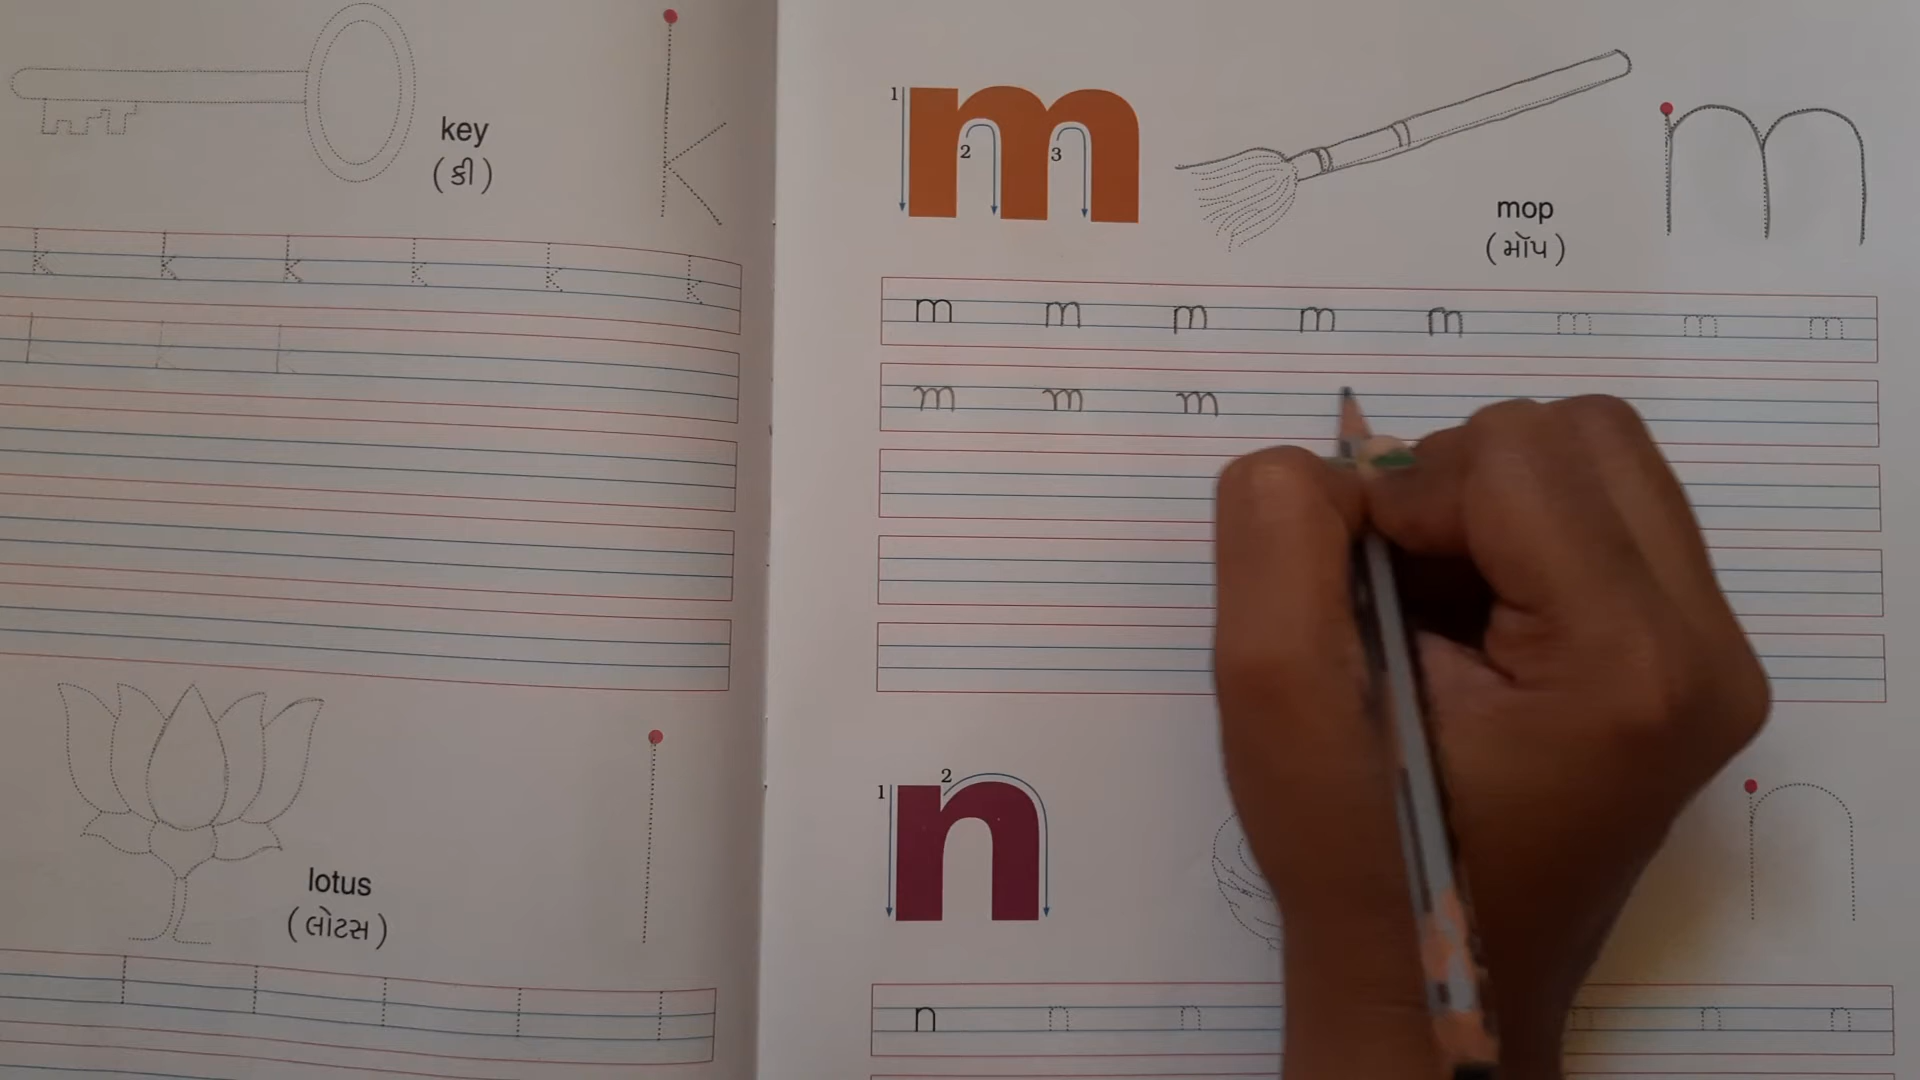 key
(કી)
k
k k k k k k
k k k
lotus
(લોટસ)
l
l l l l l
1 2 3
m
mop
(મૉપ)
m
m m m m m m m m
m m m
1 2
n
n
n n n n n n